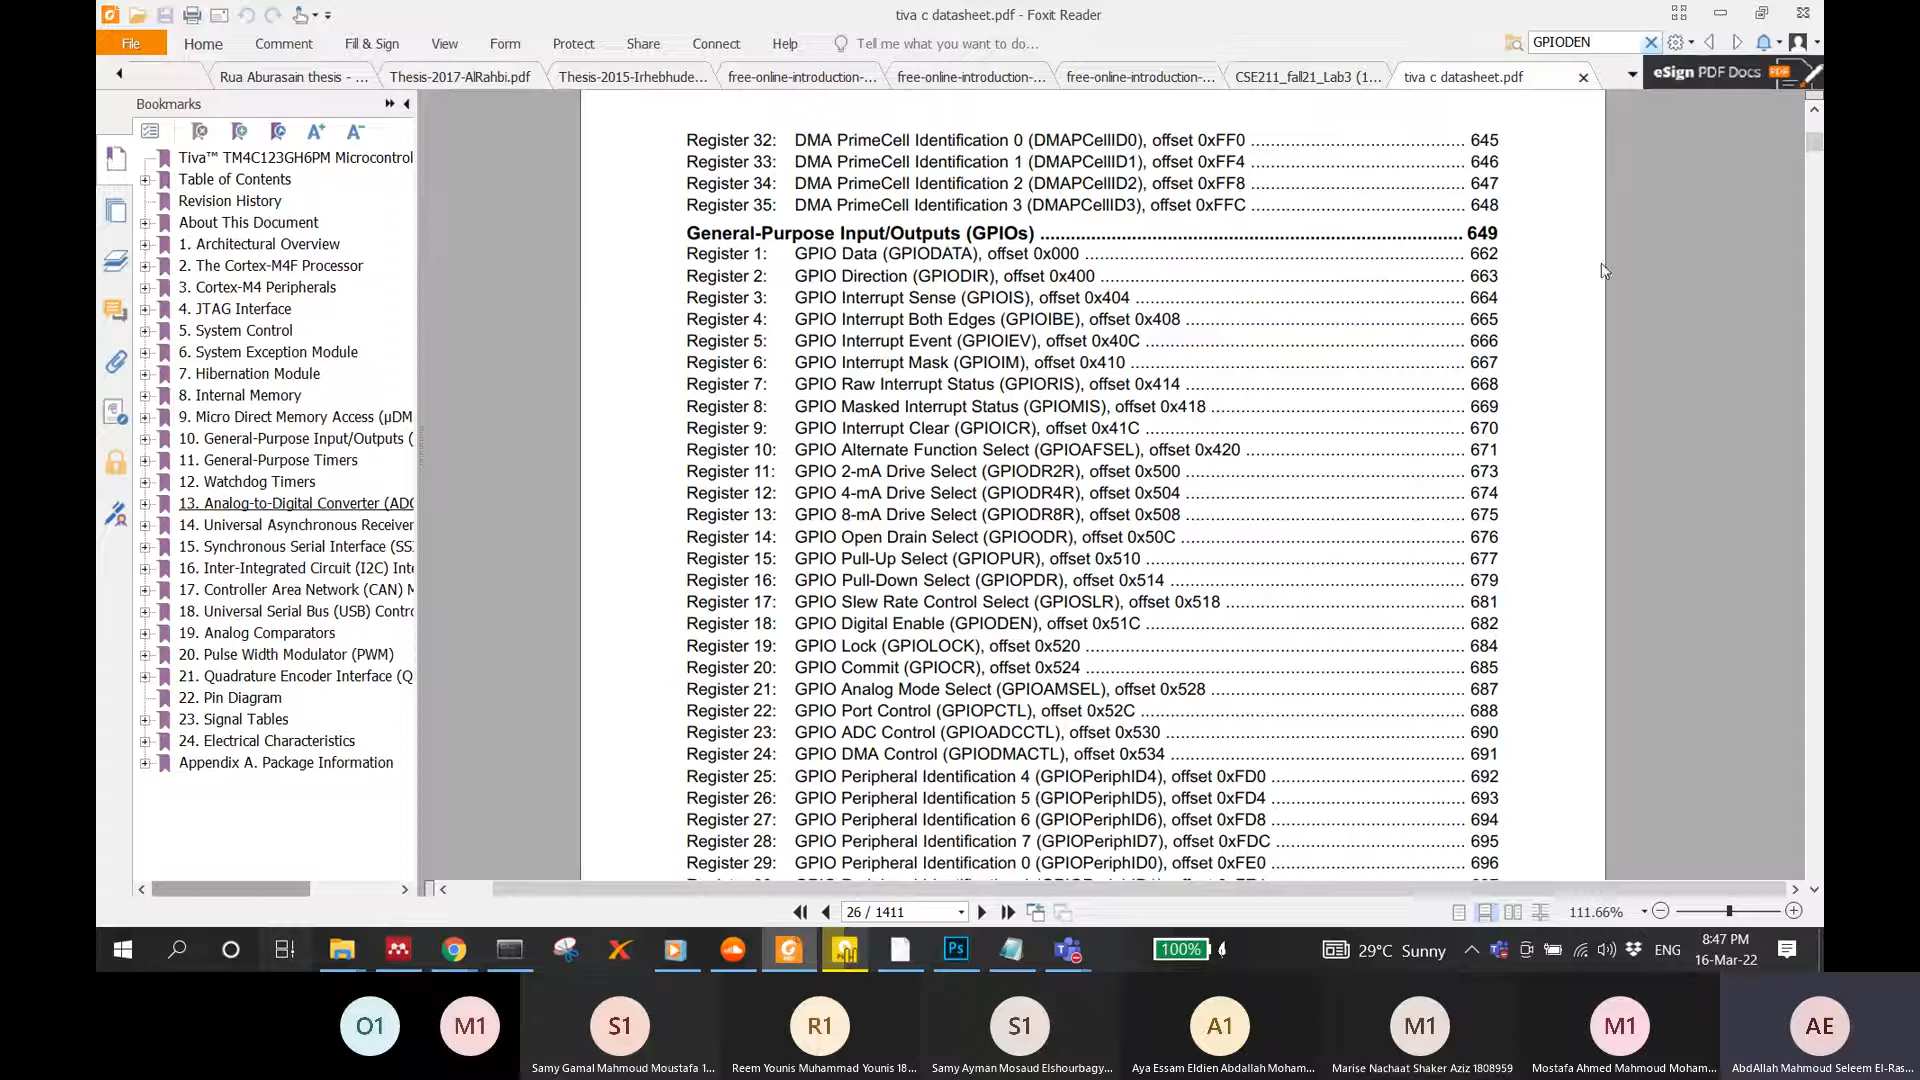 tiva c datasheet.pdf - Foxit Reader
File Home Comment Fill & Sign View Form Protect Share Connect Help Tell me what you want to do... GPIODEN
Rua Aburasain thesis - ... Thesis-2017-AlRahbi.pdf Thesis-2015-Irhebhude... free-online-introduction-... free-online-introduction-... free-online-introduction-... CSE211_fall21_Lab3 (1... tiva c datasheet.pdf eSign PDF Docs PDF
Bookmarks
Tiva™ TM4C123GH6PM Microcontrol
Table of Contents
Revision History
About This Document
1. Architectural Overview
2. The Cortex-M4F Processor
3. Cortex-M4 Peripherals
4. JTAG Interface
5. System Control
6. System Exception Module
7. Hibernation Module
8. Internal Memory
9. Micro Direct Memory Access (µDM
10. General-Purpose Input/Outputs (
11. General-Purpose Timers
12. Watchdog Timers
13. Analog-to-Digital Converter (ADC
14. Universal Asynchronous Receiver
15. Synchronous Serial Interface (SS
16. Inter-Integrated Circuit (I2C) Inte
17. Controller Area Network (CAN) M
18. Universal Serial Bus (USB) Contro
19. Analog Comparators
20. Pulse Width Modulator (PWM)
21. Quadrature Encoder Interface (Q
22. Pin Diagram
23. Signal Tables
24. Electrical Characteristics
Appendix A. Package Information
Register 32: DMA PrimeCell Identification 0 (DMAPCellID0), offset 0xFF0 ........ 645
Register 33: DMA PrimeCell Identification 1 (DMAPCellID1), offset 0xFF4 ........ 646
Register 34: DMA PrimeCell Identification 2 (DMAPCellID2), offset 0xFF8 ........ 647
Register 35: DMA PrimeCell Identification 3 (DMAPCellID3), offset 0xFFC ........ 648
General-Purpose Input/Outputs (GPIOs) ........ 649
Register 1: GPIO Data (GPIODATA), offset 0x000 ........ 662
Register 2: GPIO Direction (GPIODIR), offset 0x400 ........ 663
Register 3: GPIO Interrupt Sense (GPIOIS), offset 0x404 ........ 664
Register 4: GPIO Interrupt Both Edges (GPIOIBE), offset 0x408 ........ 665
Register 5: GPIO Interrupt Event (GPIOIEV), offset 0x40C ........ 666
Register 6: GPIO Interrupt Mask (GPIOIM), offset 0x410 ........ 667
Register 7: GPIO Raw Interrupt Status (GPIORIS), offset 0x414 ........ 668
Register 8: GPIO Masked Interrupt Status (GPIOMIS), offset 0x418 ........ 669
Register 9: GPIO Interrupt Clear (GPIOICR), offset 0x41C ........ 670
Register 10: GPIO Alternate Function Select (GPIOAFSEL), offset 0x420 ........ 671
Register 11: GPIO 2-mA Drive Select (GPIODR2R), offset 0x500 ........ 673
Register 12: GPIO 4-mA Drive Select (GPIODR4R), offset 0x504 ........ 674
Register 13: GPIO 8-mA Drive Select (GPIODR8R), offset 0x508 ........ 675
Register 14: GPIO Open Drain Select (GPIOODR), offset 0x50C ........ 676
Register 15: GPIO Pull-Up Select (GPIOPUR), offset 0x510 ........ 677
Register 16: GPIO Pull-Down Select (GPIOPDR), offset 0x514 ........ 679
Register 17: GPIO Slew Rate Control Select (GPIOSLR), offset 0x518 ........ 681
Register 18: GPIO Digital Enable (GPIODEN), offset 0x51C ........ 682
Register 19: GPIO Lock (GPIOLOCK), offset 0x520 ........ 684
Register 20: GPIO Commit (GPIOCR), offset 0x524 ........ 685
Register 21: GPIO Analog Mode Select (GPIOAMSEL), offset 0x528 ........ 687
Register 22: GPIO Port Control (GPIOPCTL), offset 0x52C ........ 688
Register 23: GPIO ADC Control (GPIOADCCTL), offset 0x530 ........ 690
Register 24: GPIO DMA Control (GPIODMACTL), offset 0x534 ........ 691
Register 25: GPIO Peripheral Identification 4 (GPIOPeriphID4), offset 0xFD0 ........ 692
Register 26: GPIO Peripheral Identification 5 (GPIOPeriphID5), offset 0xFD4 ........ 693
Register 27: GPIO Peripheral Identification 6 (GPIOPeriphID6), offset 0xFD8 ........ 694
Register 28: GPIO Peripheral Identification 7 (GPIOPeriphID7), offset 0xFDC ........ 695
Register 29: GPIO Peripheral Identification 0 (GPIOPeriphID0), offset 0xFE0 ........ 696
26 / 1411 111.66%
100% 29°C Sunny ENG 8:47 PM
16-Mar-22
O1 M1 S1 R1 S1 A1 M1 M1 AE
Samy Gamal Mahmoud Moustafa 1... Reem Younis Muhammad Younis 18... Samy Ayman Mosaud Elshourbagy... Aya Essam Eldien Abdallah Moham... Marise Nachaat Shaker Aziz 1808959 Mostafa Ahmed Mahmoud Moham... AbdAllah Mahmoud Seleem El-Ras...